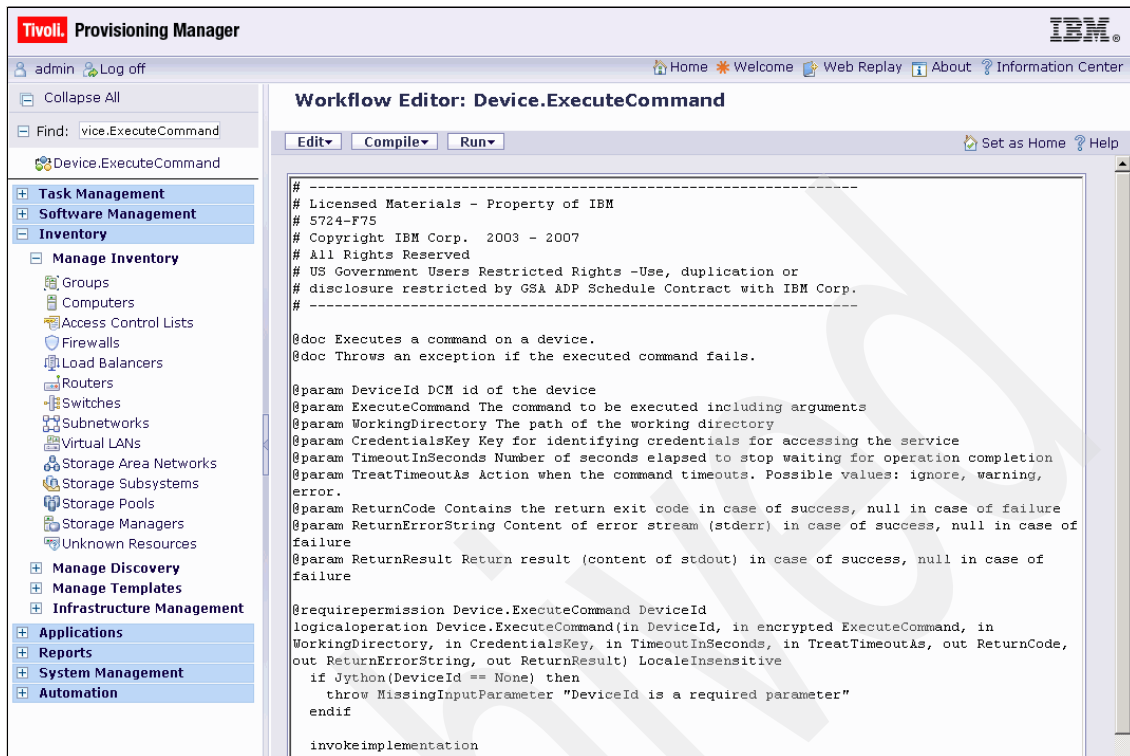 Tivoli. Provisioning Manager
IBM®
admin Log off
Home Welcome Web Replay About ? Information Center
Collapse All
Find: vice.ExecuteCommand
Device.ExecuteCommand
Task Management
Software Management
Inventory
Manage Inventory
Groups
Computers
Access Control Lists
Firewalls
Load Balancers
Routers
Switches
Subnetworks
Virtual LANs
Storage Area Networks
Storage Subsystems
Storage Pools
Storage Managers
Unknown Resources
Manage Discovery
Manage Templates
Infrastructure Management
Applications
Reports
System Management
Automation
Workflow Editor: Device.ExecuteCommand
Edit Compile Run
Set as Home ? Help
# -----------------------------------------------------------------
# Licensed Materials - Property of IBM
# 5724-F75
# Copyright IBM Corp.  2003 - 2007
# All Rights Reserved
# US Government Users Restricted Rights -Use, duplication or
# disclosure restricted by GSA ADP Schedule Contract with IBM Corp.
# -----------------------------------------------------------------
@doc Executes a command on a device.
@doc Throws an exception if the executed command fails.
@param DeviceId DCM id of the device
@param ExecuteCommand The command to be executed including arguments
@param WorkingDirectory The path of the working directory
@param CredentialsKey Key for identifying credentials for accessing the service
@param TimeoutInSeconds Number of seconds elapsed to stop waiting for operation completion
@param TreatTimeoutAs Action when the command timeouts. Possible values: ignore, warning,
error.
@param ReturnCode Contains the return exit code in case of success, null in case of failure
@param ReturnErrorString Content of error stream (stderr) in case of success, null in case of
failure
@param ReturnResult Return result (content of stdout) in case of success, null in case of
failure
@requirepermission Device.ExecuteCommand DeviceId
logicaloperation Device.ExecuteCommand(in DeviceId, in encrypted ExecuteCommand, in
WorkingDirectory, in CredentialsKey, in TimeoutInSeconds, in TreatTimeoutAs, out ReturnCode,
out ReturnErrorString, out ReturnResult) LocaleInsensitive
if Jython(DeviceId == None) then
throw MissingInputParameter "DeviceId is a required parameter"
endif
invokeimplementation